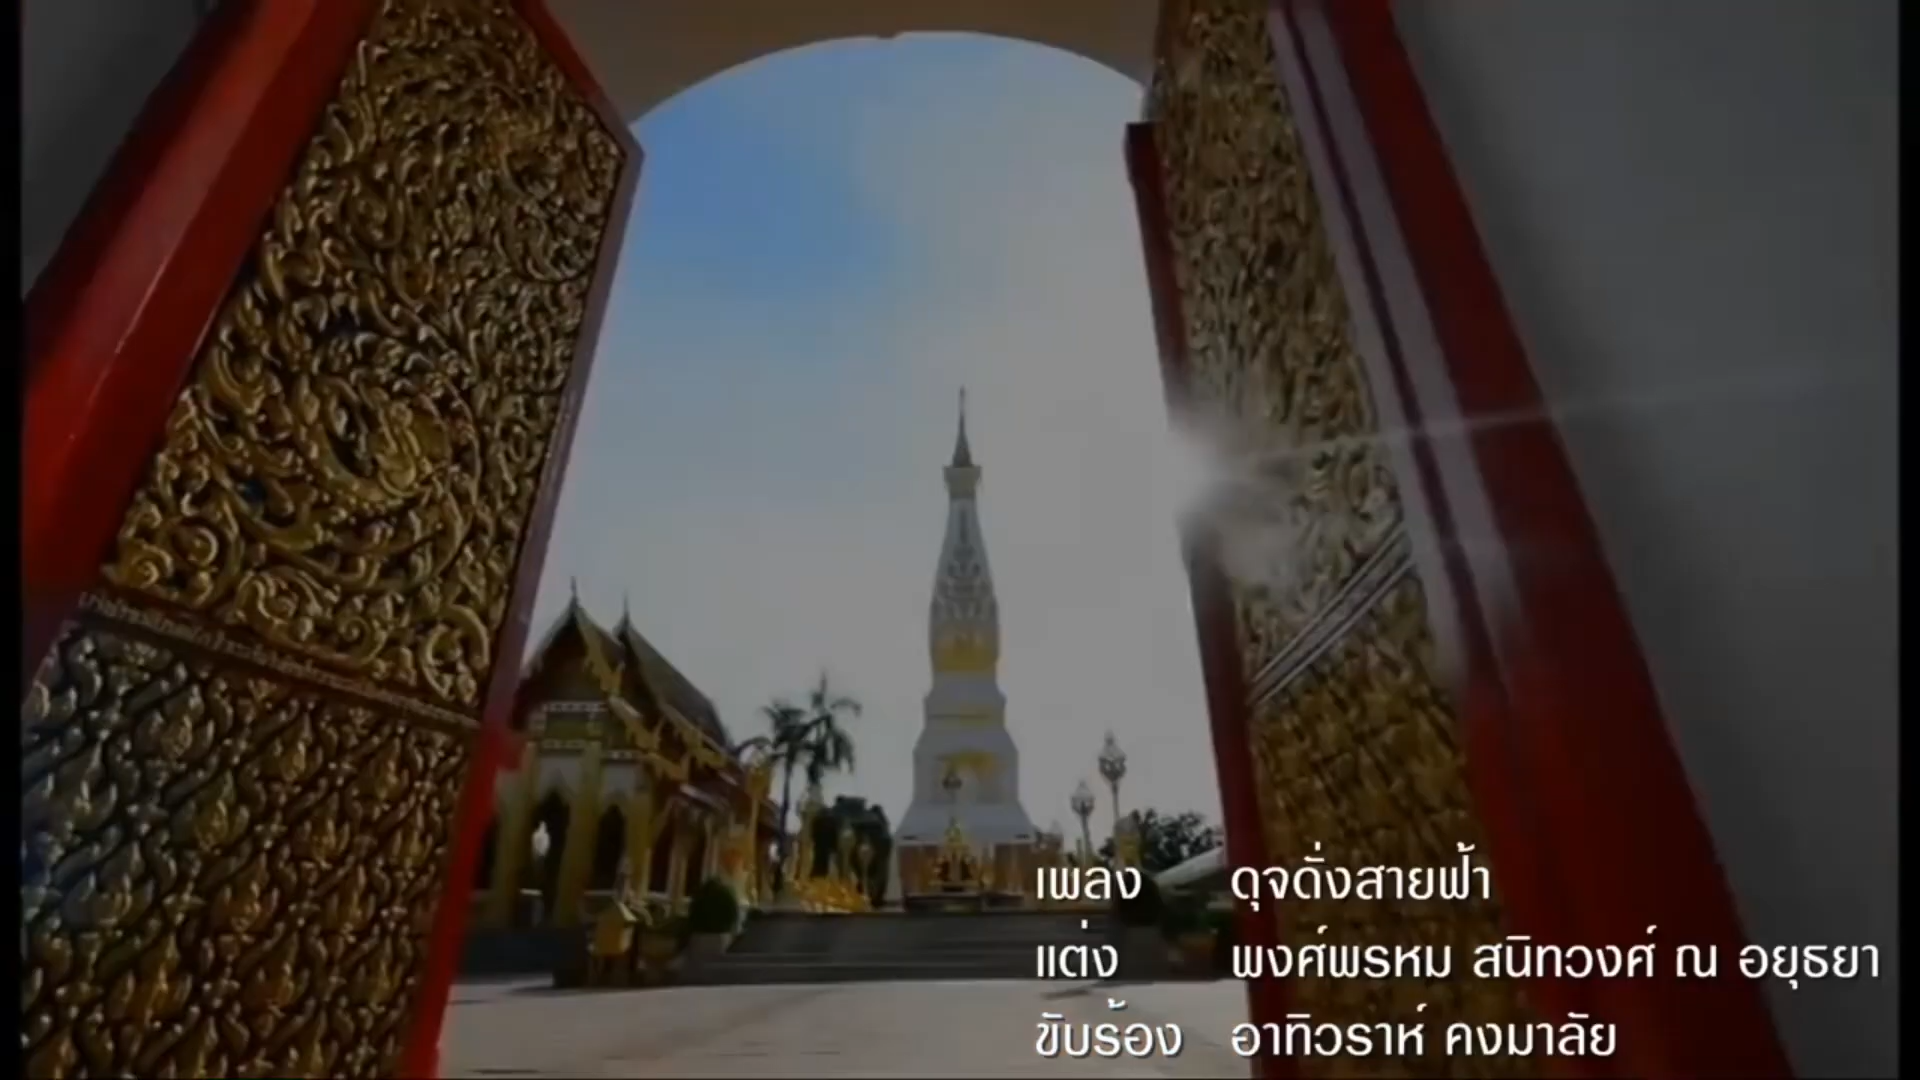 เพลง ดุจดั่งสายฟ้า
แต่ง พงศ์พรหม สนิทวงศ์ ณ อยุธยา
ขับร้อง อาทิวราห์ คงมาลัย